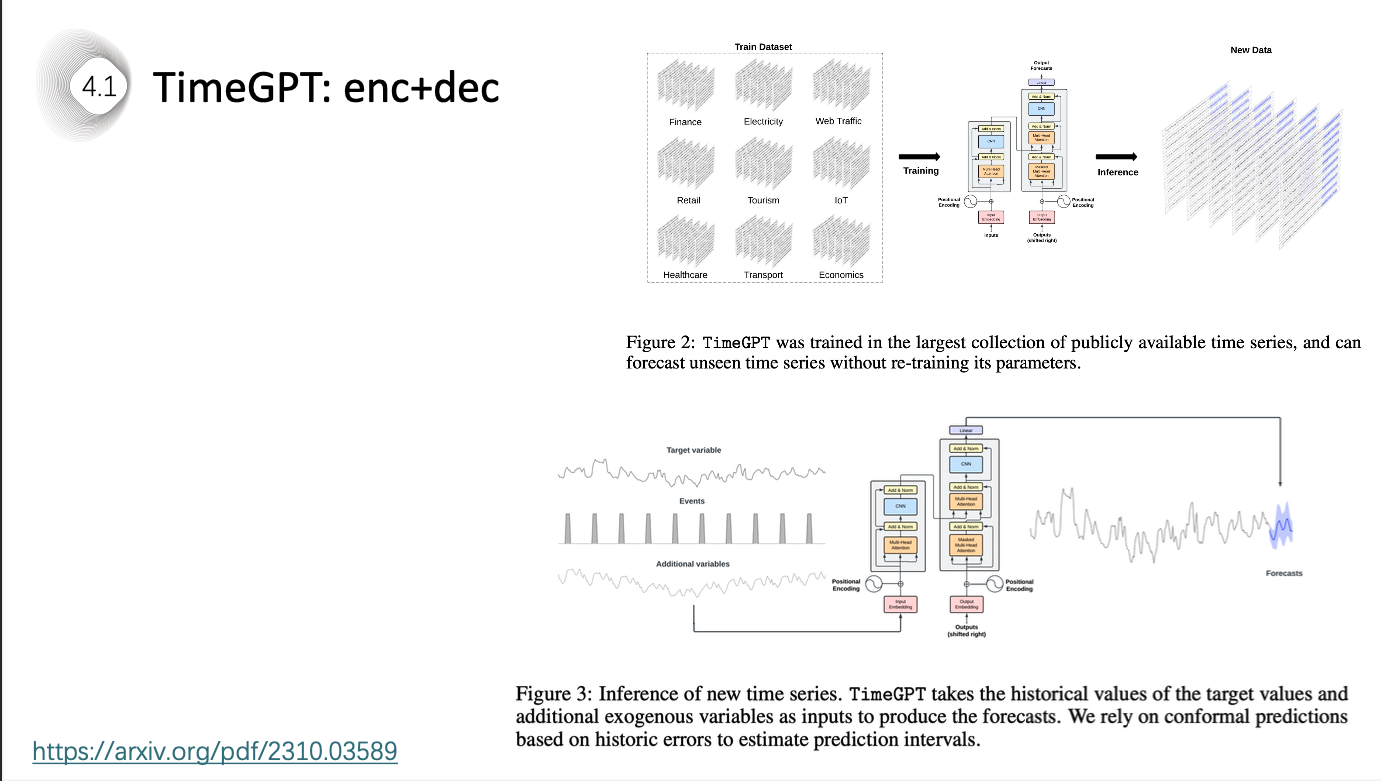 4.1
TimeGPT: enc+dec
Train Dataset
Finance
Electricity
Web Traffic
Retail
Tourism
IoT
Healthcare
Transport
Economics
Training
Output
Forecasts
Add & Norm
CNN
Add & Norm
Multi-Head
Attention
Add & Norm
Masked
Multi-Head
Attention
Add & Norm
CNN
Add & Norm
Multi-Head
Attention
Positional
Encoding
Positional
Encoding
Input
Embedding
Output
Embedding
Inputs
Outputs
(shifted right)
Inference
New Data
Figure 2: TimeGPT was trained in the largest collection of publicly available time series, and can
forecast unseen time series without re-training its parameters.
Target variable
Events
Additional variables
Linear
Add & Norm
CNN
Add & Norm
Multi-Head
Attention
Add & Norm
Masked
Multi-Head
Attention
Add & Norm
CNN
Add & Norm
Multi-Head
Attention
Positional
Encoding
Positional
Encoding
Input
Embedding
Output
Embedding
Outputs
(shifted right)
Forecasts
Figure 3: Inference of new time series. TimeGPT takes the historical values of the target values and
additional exogenous variables as inputs to produce the forecasts. We rely on conformal predictions
based on historic errors to estimate prediction intervals.
https://arxiv.org/pdf/2310.03589